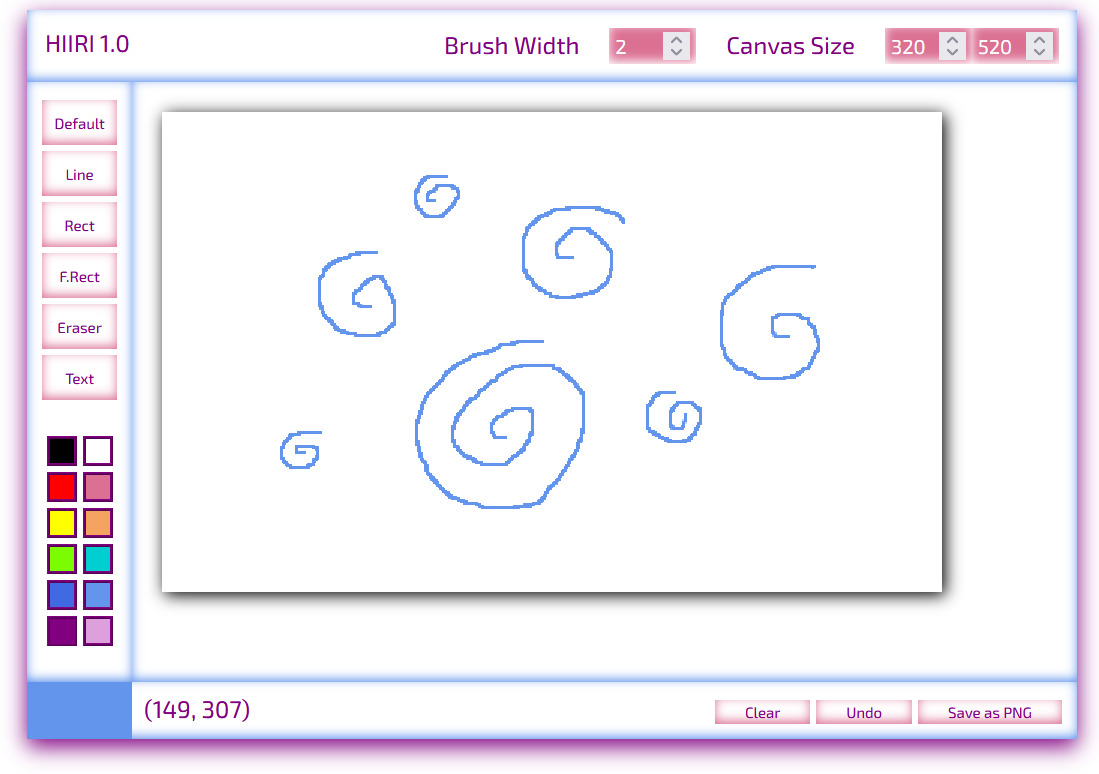 HIIRI 1.0 Brush Width 2 Canvas Size 320 520
Default
Line
Rect
F.Rect
Eraser
Text
(149, 307) Clear Undo Save as PNG